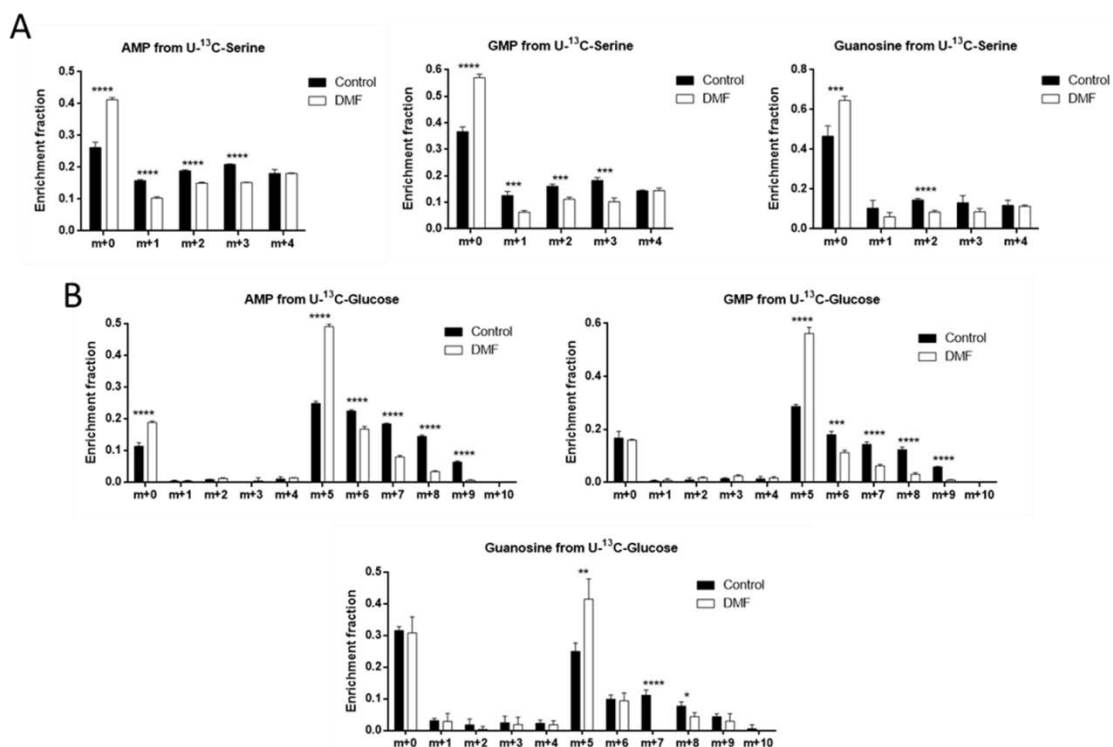 A
AMP from U-¹³C-Serine
Enrichment fraction
0.5
0.4
0.3
0.2
0.1
0.0
****
****
****
****
Control
DMF
m+0 m+1 m+2 m+3 m+4
GMP from U-¹³C-Serine
Enrichment fraction
0.6
0.4
0.2
0.0
****
***
***
***
Control
DMF
m+0 m+1 m+2 m+3 m+4
Guanosine from U-¹³C-Serine
Enrichment fraction
0.8
0.6
0.4
0.2
0.0
***
****
Control
DMF
m+0 m+1 m+2 m+3 m+4
B
AMP from U-¹³C-Glucose
Enrichment fraction
0.5
0.4
0.3
0.2
0.1
0.0
****
****
****
****
****
****
Control
DMF
m+0 m+1 m+2 m+3 m+4 m+5 m+6 m+7 m+8 m+9 m+10
GMP from U-¹³C-Glucose
Enrichment fraction
0.6
0.4
0.2
0.0
****
***
****
****
****
Control
DMF
m+0 m+1 m+2 m+3 m+4 m+5 m+6 m+7 m+8 m+9 m+10
Guanosine from U-¹³C-Glucose
Enrichment fraction
0.5
0.4
0.3
0.2
0.1
0.0
**
****
*
Control
DMF
m+0 m+1 m+2 m+3 m+4 m+5 m+6 m+7 m+8 m+9 m+10